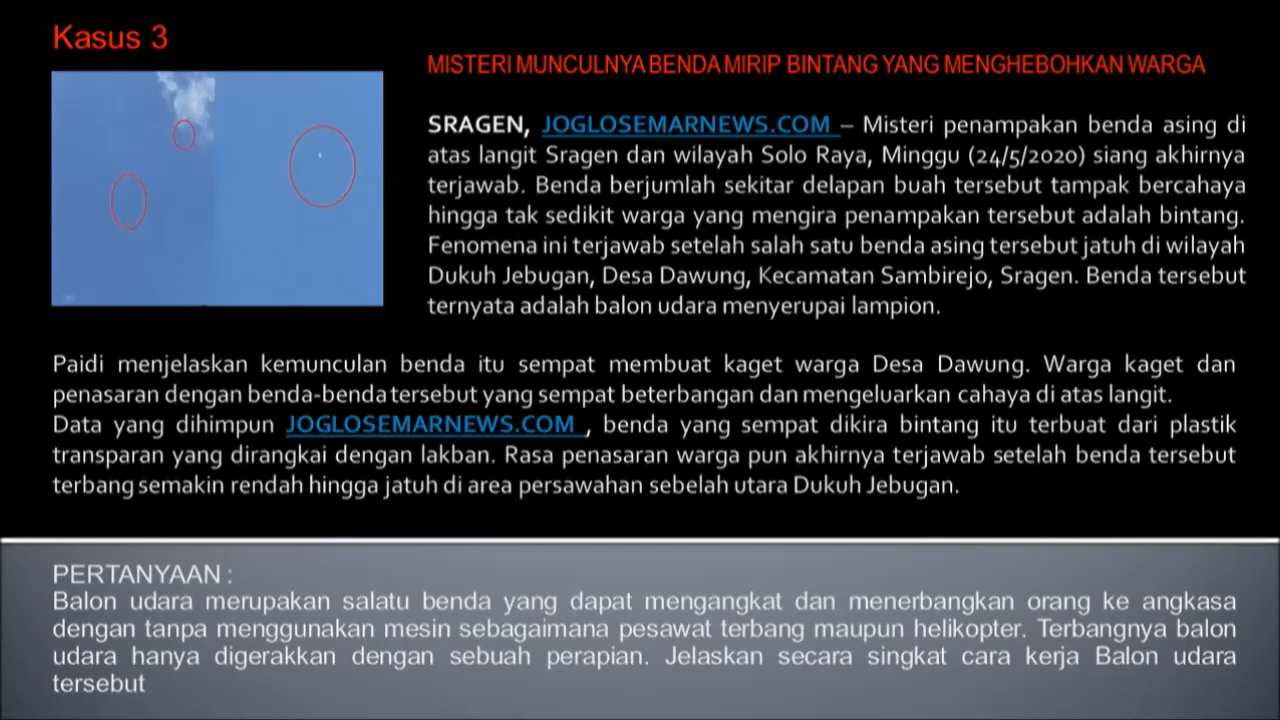 Kasus 3
MISTERI MUNCULNYA BENDA MIRIP BINTANG YANG MENGHEBOHKAN WARGA
SRAGEN, JOGLOSEMARNEWS.COM – Misteri penampakan benda asing di
atas langit Sragen dan wilayah Solo Raya, Minggu (24/5/2020) siang akhirnya
terjawab. Benda berjumlah sekitar delapan buah tersebut tampak bercahaya
hingga tak sedikit warga yang mengira penampakan tersebut adalah bintang.
Fenomena ini terjawab setelah salah satu benda asing tersebut jatuh di wilayah
Dukuh Jebugan, Desa Dawung, Kecamatan Sambirejo, Sragen. Benda tersebut
ternyata adalah balon udara menyerupai lampion.
Paidi menjelaskan kemunculan benda itu sempat membuat kaget warga Desa Dawung. Warga kaget dan
penasaran dengan benda-benda tersebut yang sempat beterbangan dan mengeluarkan cahaya di atas langit.
Data yang dihimpun JOGLOSEMARNEWS.COM , benda yang sempat dikira bintang itu terbuat dari plastik
transparan yang dirangkai dengan lakban. Rasa penasaran warga pun akhirnya terjawab setelah benda tersebut
terbang semakin rendah hingga jatuh di area persawahan sebelah utara Dukuh Jebugan.
PERTANYAAN :
Balon udara merupakan salatu benda yang dapat mengangkat dan menerbangkan orang ke angkasa
dengan tanpa menggunakan mesin sebagaimana pesawat terbang maupun helikopter. Terbangnya balon
udara hanya digerakkan dengan sebuah perapian. Jelaskan secara singkat cara kerja Balon udara
tersebut